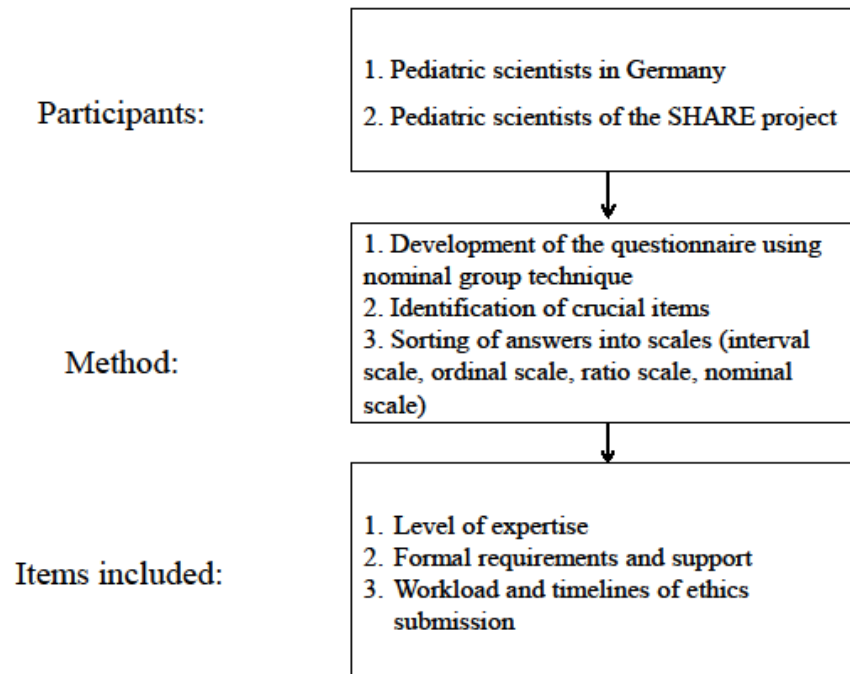 Participants:
1. Pediatric scientists in Germany
2. Pediatric scientists of the SHARE project
Method:
1. Development of the questionnaire using
nominal group technique
2. Identification of crucial items
3. Sorting of answers into scales (interval
scale, ordinal scale, ratio scale, nominal
scale)
Items included:
1. Level of expertise
2. Formal requirements and support
3. Workload and timelines of ethics
submission